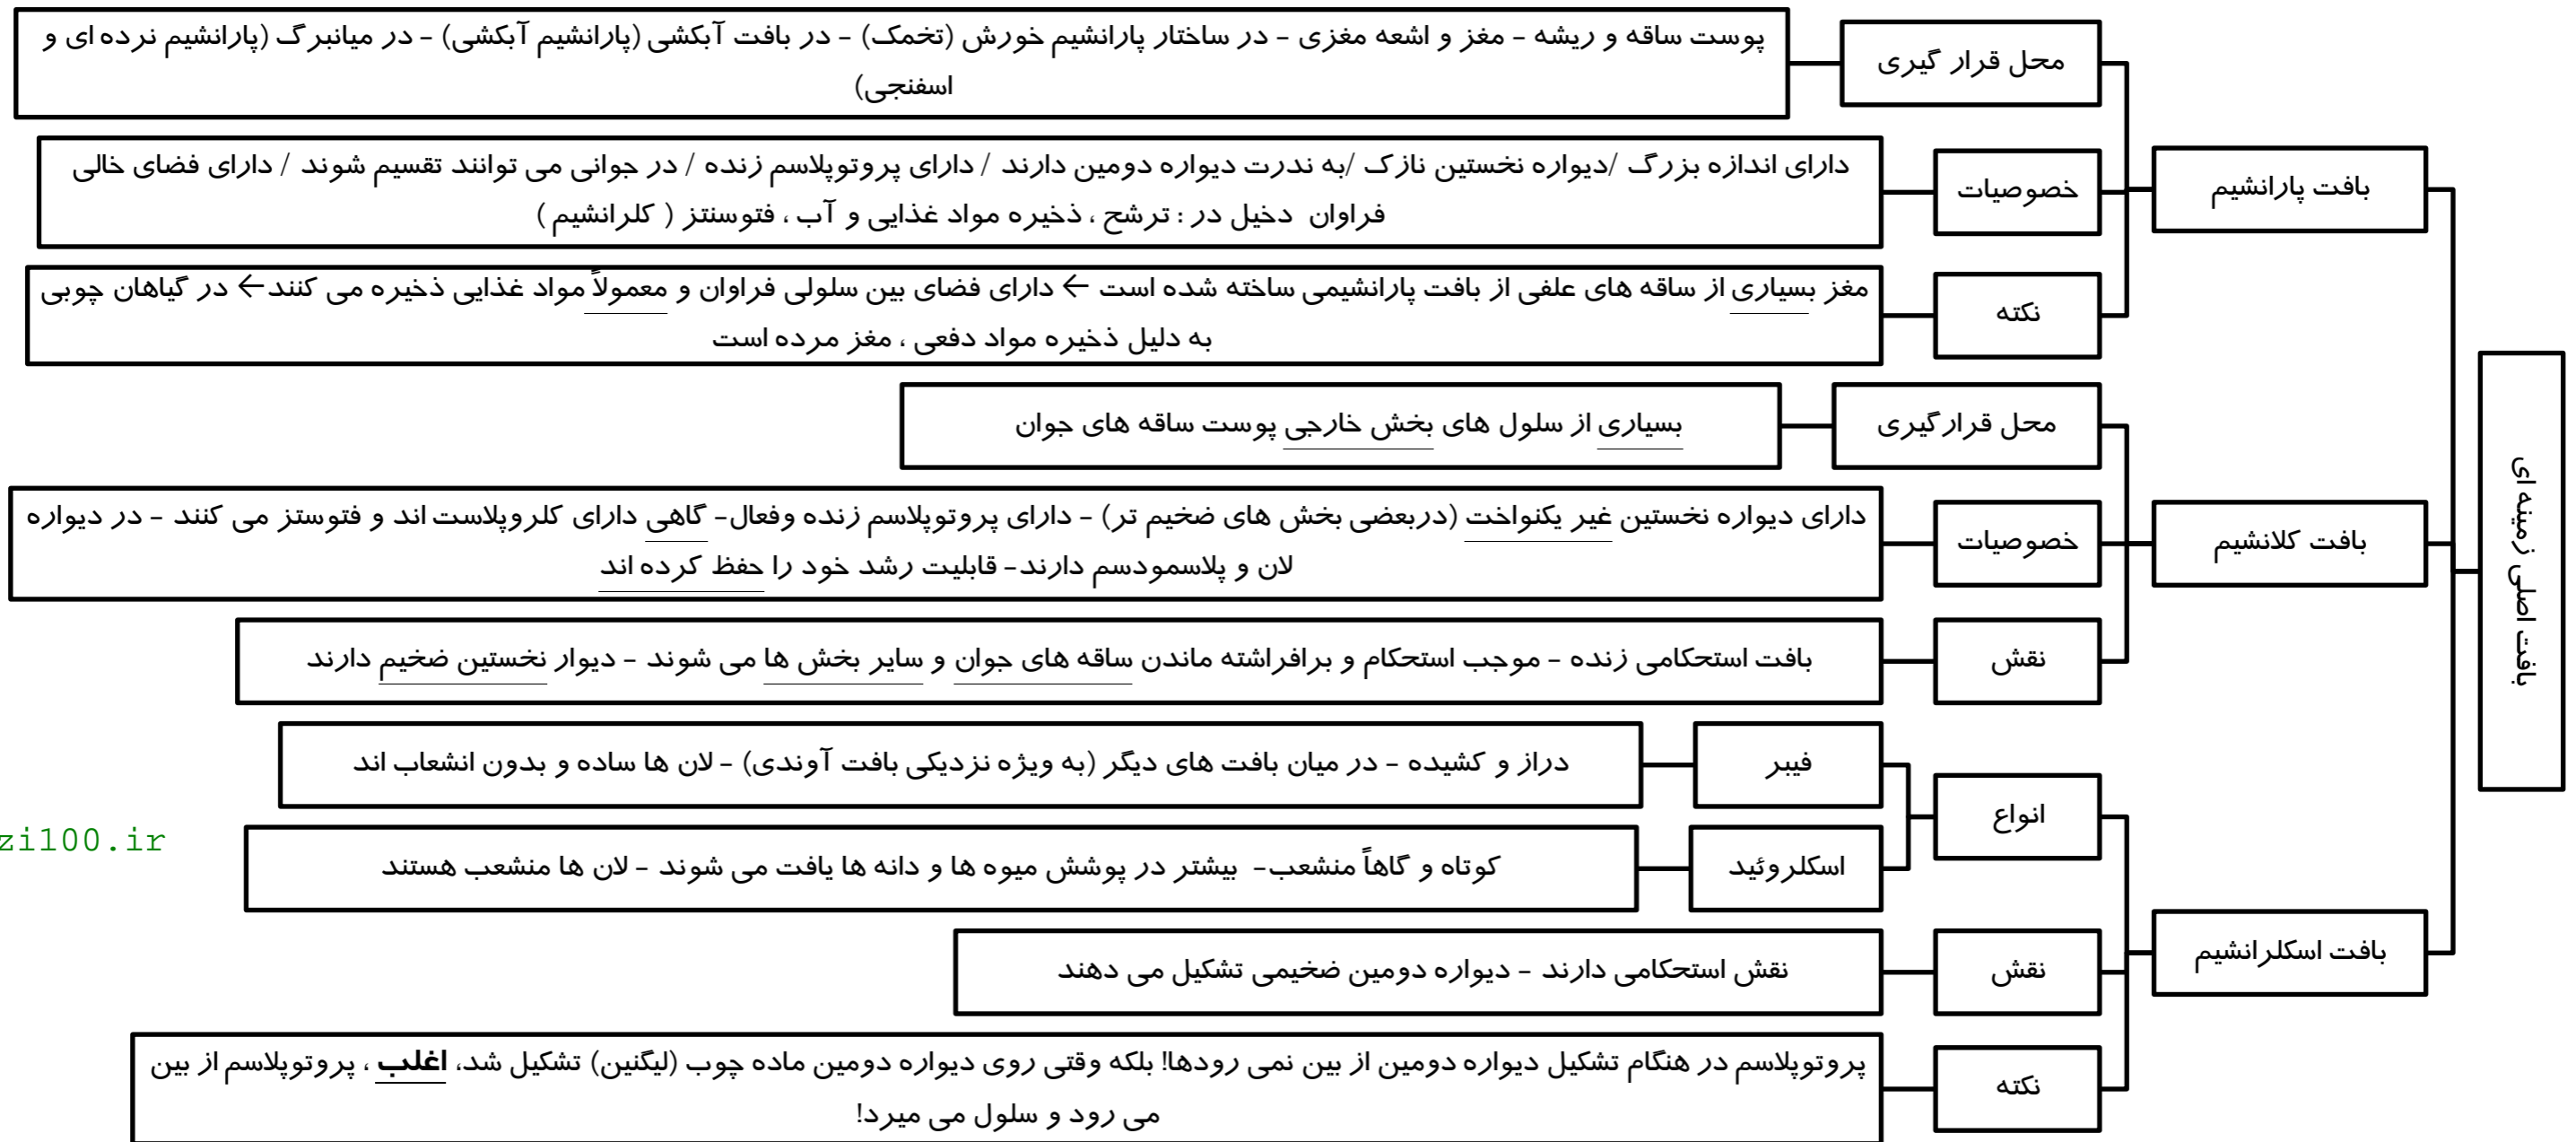 بافت اصلی زمینه ای
بافت پارانشیم
محل قرار گیری
پوست ساقه و ریشه - مغز و اشعه مغزی - در ساختار پارانشیم خورش (تخمک) - در بافت آبکشی (پارانشیم آبکشی) - در میانبرگ (پارانشیم نرده ای و
اسفنجی)
خصوصیات
دارای اندازه بزرگ /دیواره نخستین نازک /به ندرت دیواره دومین دارند / دارای پروتوپلاسم زنده / در جوانی می توانند تقسیم شوند / دارای فضای خالی
فراوان دخیل در : ترشح ، ذخیره مواد غذایی و آب ، فتوسنتز ( کلرانشیم )
نکته
مغز بسیاری از ساقه های علفی از بافت پارانشیمی ساخته شده است ← دارای فضای بین سلولی فراوان و معمولاً مواد غذایی ذخیره می کنند← در گیاهان چوبی
به دلیل ذخیره مواد دفعی ، مغز مرده است
بافت کلانشیم
محل قرارگیری
بسیاری از سلول های بخش خارجی پوست ساقه های جوان
خصوصیات
دارای دیواره نخستین غیر یکنواخت (دربعضی بخش های ضخیم تر) - دارای پروتوپلاسم زنده وفعال- گاهی دارای کلروپلاست اند و فتوستز می کنند - در دیواره
لان و پلاسمودسم دارند- قابلیت رشد خود را حفظ کرده اند
نقش
بافت استحکامی زنده - موجب استحکام و برافراشته ماندن ساقه های جوان و سایر بخش ها می شوند - دیوار نخستین ضخیم دارند
بافت اسکلرانشیم
انواع
فیبر
دراز و کشیده - در میان بافت های دیگر (به ویژه نزدیکی بافت آوندی) - لان ها ساده و بدون انشعاب اند
اسکلروئید
کوتاه و گاهاً منشعب- بیشتر در پوشش میوه ها و دانه ها یافت می شوند - لان ها منشعب هستند
نقش
نقش استحکامی دارند - دیواره دومین ضخیمی تشکیل می دهند
نکته
پروتوپلاسم در هنگام تشکیل دیواره دومین از بین نمی رودها! بلکه وقتی روی دیواره دومین ماده چوب (لیگنین) تشکیل شد، اغلب ، پروتوپلاسم از بین
می رود و سلول می میرد!
zi100.ir